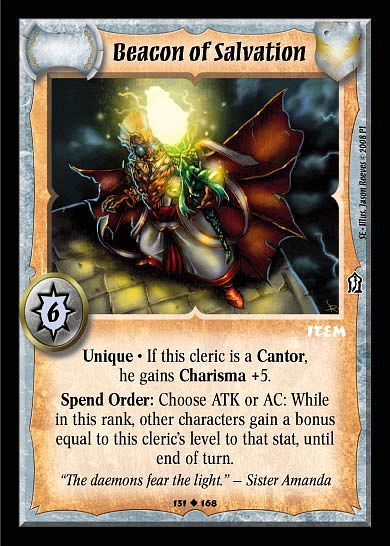 Beacon of Salvation
SE • Illus. Jason Reeves © 2008 PI
JR
ITEM
6
Unique • If this cleric is a Cantor,
he gains Charisma +5.
Spend Order: Choose ATK or AC: While
in this rank, other characters gain a bonus
equal to this cleric's level to that stat, until
end of turn.
"The daemons fear the light." – Sister Amanda
131 ◆ 168